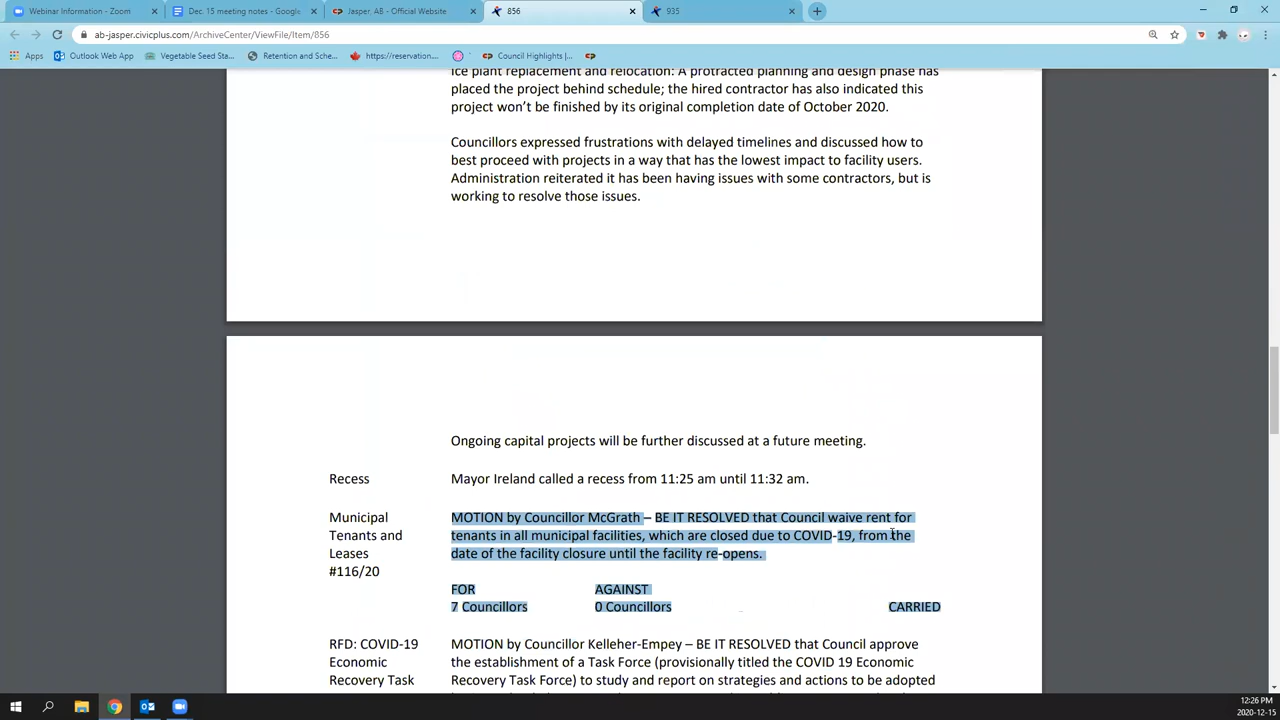 Webinar Information - Zoom
Dec. 15 meeting notes - Google
Jasper, AB - Official Website
856
935
ab-jasper.civicplus.com/ArchiveCenter/ViewFile/Item/856
Apps
Outlook Web App
Vegetable Seed Sta...
Retention and Sche...
https://reservation...
Council Highlights |...
Ice plant replacement and relocation: A protracted planning and design phase has
placed the project behind schedule; the hired contractor has also indicated this
project won't be finished by its original completion date of October 2020.
Councillors expressed frustrations with delayed timelines and discussed how to
best proceed with projects in a way that has the lowest impact to facility users.
Administration reiterated it has been having issues with some contractors, but is
working to resolve those issues.
Ongoing capital projects will be further discussed at a future meeting.
Recess
Mayor Ireland called a recess from 11:25 am until 11:32 am.
Municipal
Tenants and
Leases
#116/20
MOTION by Councillor McGrath – BE IT RESOLVED that Council waive rent for
tenants in all municipal facilities, which are closed due to COVID-19, from the
date of the facility closure until the facility re-opens.
FOR AGAINST
7 Councillors 0 Councillors CARRIED
RFD: COVID-19
Economic
Recovery Task
MOTION by Councillor Kelleher-Empey – BE IT RESOLVED that Council approve
the establishment of a Task Force (provisionally titled the COVID 19 Economic
Recovery Task Force) to study and report on strategies and actions to be adopted
12:26 PM
2020-12-15